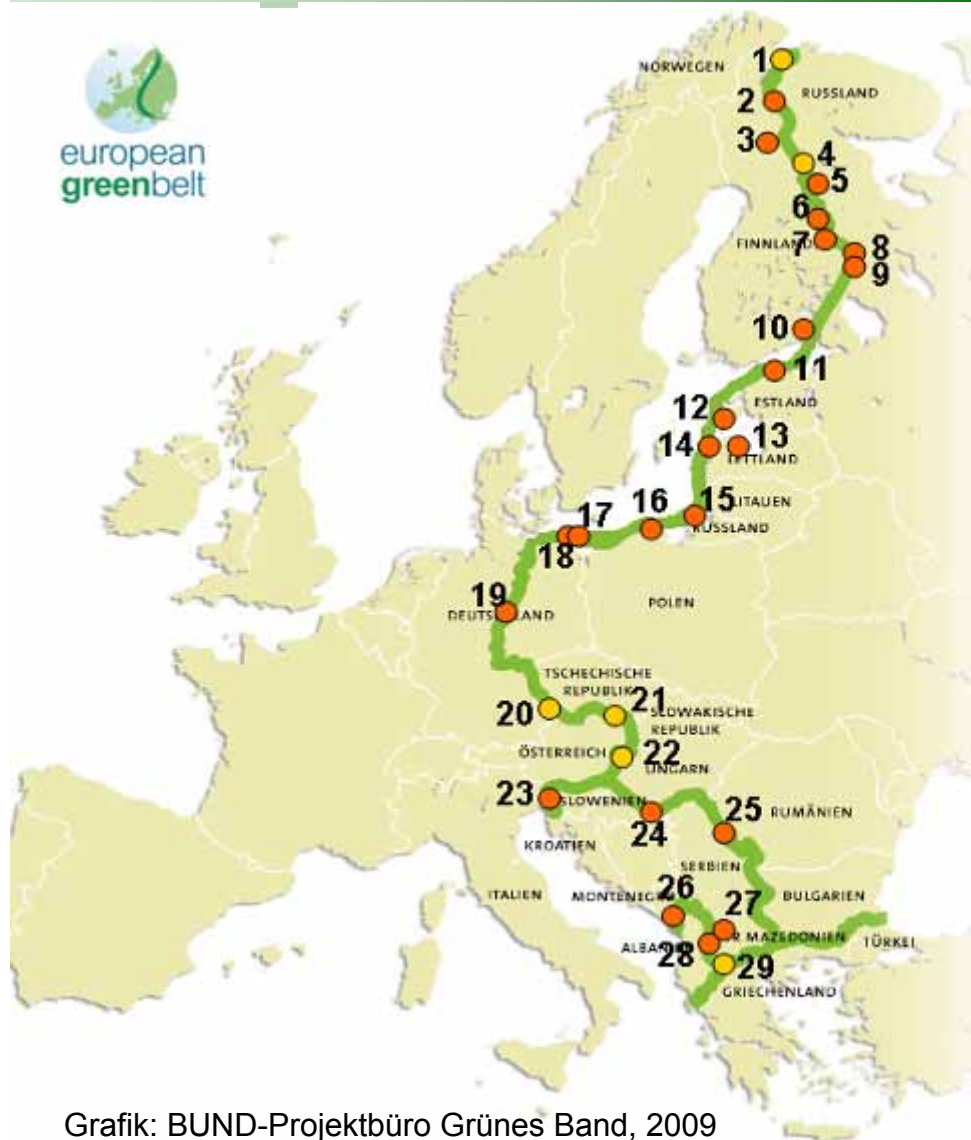 european
greenbelt
NORWEGEN
1
RUSSLAND
2
3
4
5
6
FINNLAND
7
8
9
10
11
ESTLAND
12
13
14
LETTLAND
LITAUEN
15
16
RUSSLAND
17
18
19
DEUTSCHLAND
POLEN
TSCHECHISCHE
REPUBLIK
20
21
SLOWAKISCHE
REPUBLIK
ÖSTERREICH
22
UNGARN
23
SLOWENIEN
24
25
RUMÄNIEN
KROATIEN
SERBIEN
ITALIEN
MONTENEGRO
26
27
BULGARIEN
MAZEDONIEN
TÜRKEI
ALBANIEN
28
29
GRIECHENLAND
Grafik: BUND-Projektbüro Grünes Band, 2009